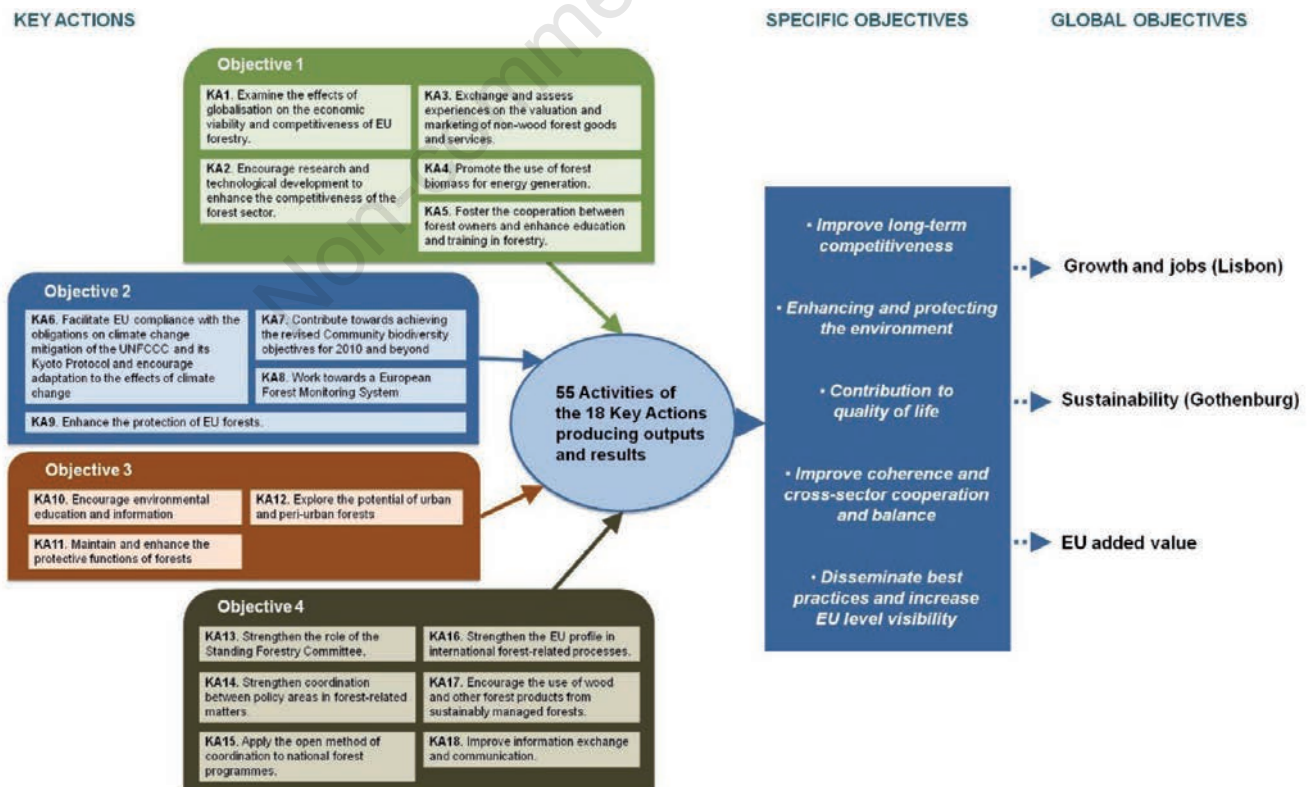 KEY ACTIONS
SPECIFIC OBJECTIVES
GLOBAL OBJECTIVES
Objective 1
KA1. Examine the effects of
globalisation on the economic
viability and competitiveness of EU
forestry.
KA2. Encourage research and
technological development to
enhance the competitiveness of the
forest sector.
KA3. Exchange and assess
experiences on the valuation and
marketing of non-wood forest goods
and services.
KA4. Promote the use of forest
biomass for energy generation.
KA5. Foster the cooperation between
forest owners and enhance education
and training in forestry.
Objective 2
KA6. Facilitate EU compliance with the
obligations on climate change
mitigation of the UNFCCC and its
Kyoto Protocol and encourage
adaptation to the effects of climate
change
KA7. Contribute towards achieving
the revised Community biodiversity
objectives for 2010 and beyond
KA8. Work towards a European
Forest Monitoring System
KA9. Enhance the protection of EU forests.
Objective 3
KA10. Encourage environmental
education and information
KA11. Maintain and enhance the
protective functions of forests
KA12. Explore the potential of urban
and peri-urban forests
Objective 4
KA13. Strengthen the role of the
Standing Forestry Committee.
KA14. Strengthen coordination
between policy areas in forest-related
matters.
KA15. Apply the open method of
coordination to national forest
programmes.
KA16. Strengthen the EU profile in
international forest-related processes.
KA17. Encourage the use of wood
and other forest products from
sustainably managed forests.
KA18. Improve information exchange
and communication.
55 Activities of
the 18 Key Actions
producing outputs
and results
• Improve long-term
competitiveness
• Enhancing and protecting
the environment
• Contribution to
quality of life
• Improve coherence and
cross-sector cooperation
and balance
• Disseminate best
practices and increase
EU level visibility
Growth and jobs (Lisbon)
Sustainability (Gothenburg)
EU added value
Non-comme